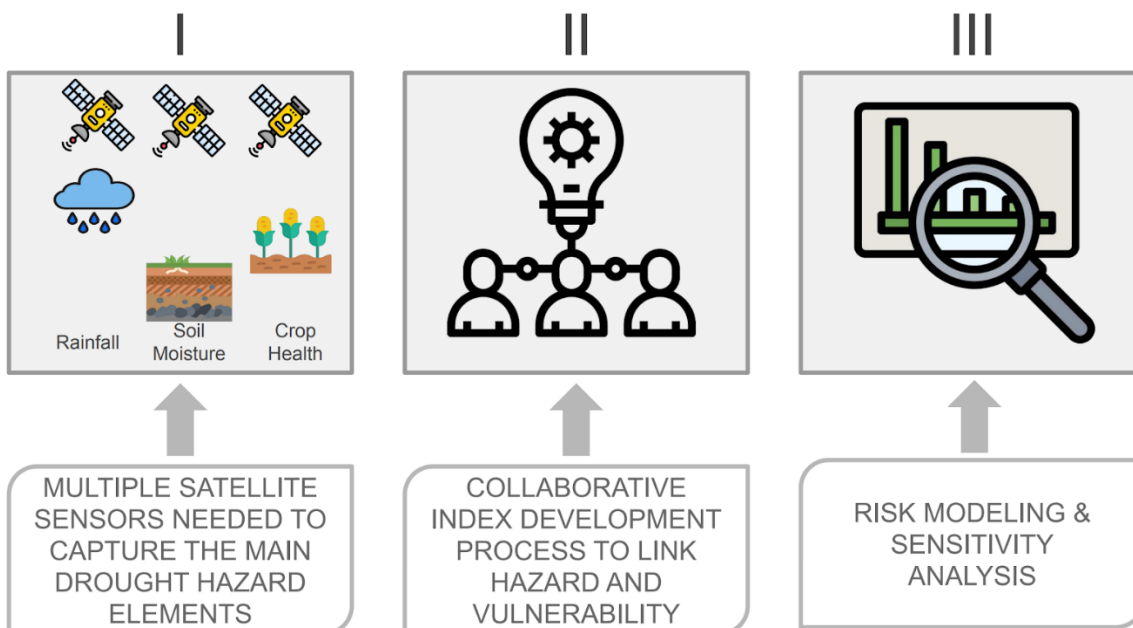 I
II
III
Rainfall
Soil
Moisture
Crop
Health
MULTIPLE SATELLITE
SENSORS NEEDED TO
CAPTURE THE MAIN
DROUGHT HAZARD
ELEMENTS
COLLABORATIVE
INDEX DEVELOPMENT
PROCESS TO LINK
HAZARD AND
VULNERABILITY
RISK MODELING &
SENSITIVITY
ANALYSIS